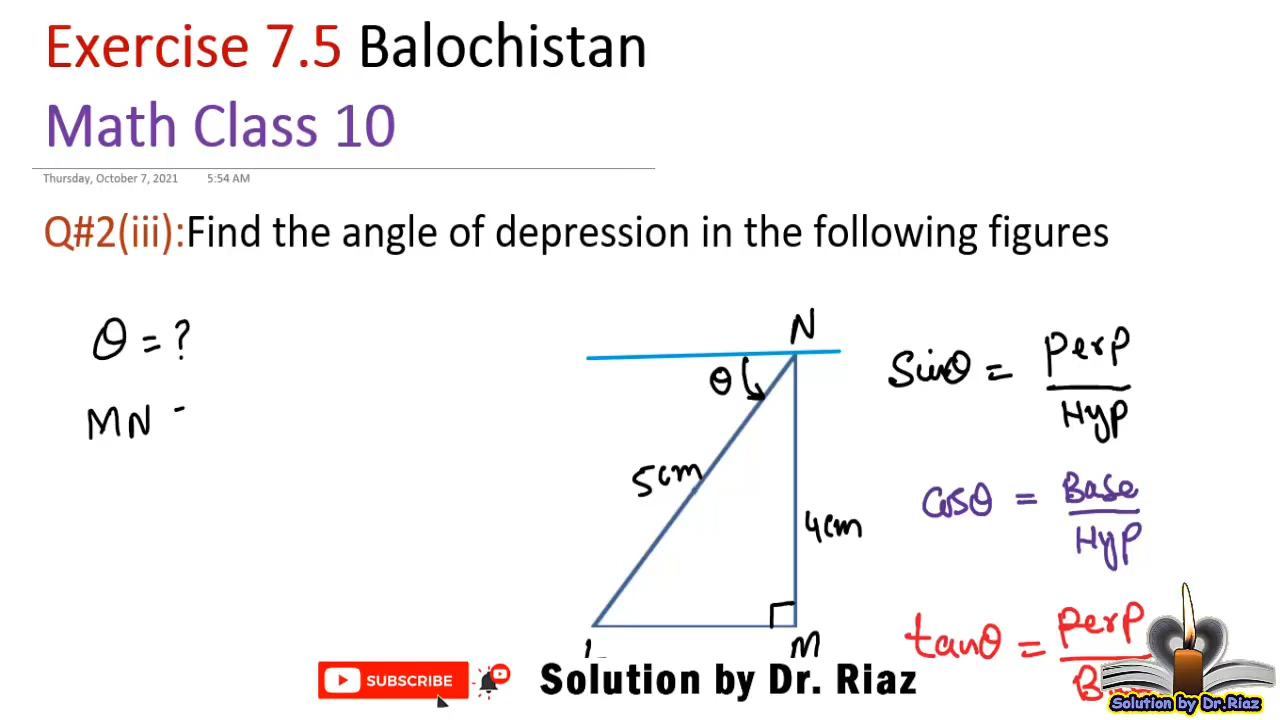 Exercise 7.5 Balochistan
Math Class 10
Thursday, October 7, 2021 5:54 AM
Q#2(iii):Find the angle of depression in the following figures
θ = ?
MN
N
θ
5cm
4cm
M
Sinθ = Perp / Hyp
Cosθ = Base / Hyp
tanθ = Perp /
SUBSCRIBE
Solution by Dr. Riaz
Solution by Dr.Riaz